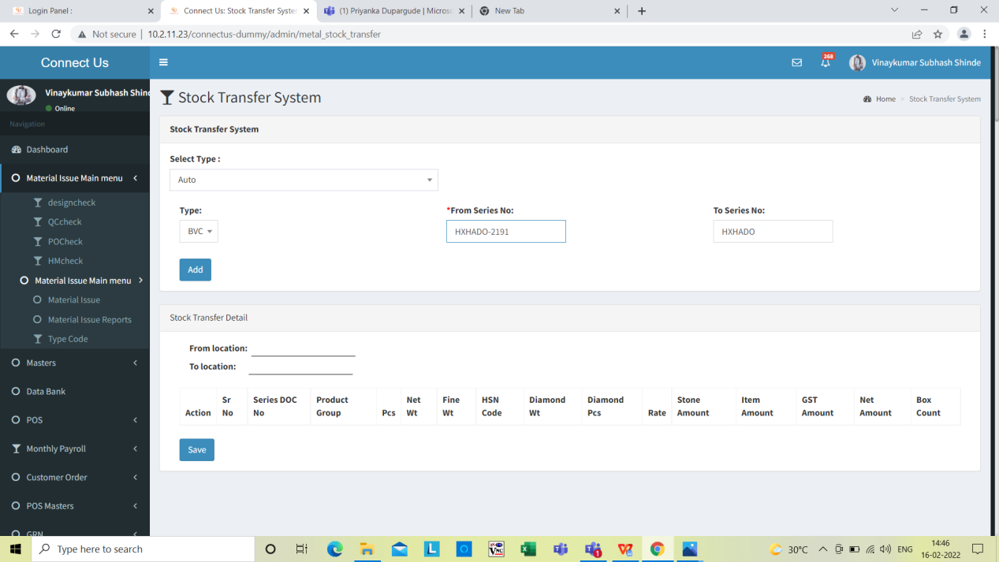 Login Panel :
Connect Us: Stock Transfer System
(1) Priyanka Dupargude | Microso
New Tab
Not secure | 10.2.11.23/connectus-dummy/admin/metal_stock_transfer
Connect Us
268
Vinaykumar Subhash Shinde
Vinaykumar Subhash Shind
Online
Navigation
Dashboard
Material Issue Main menu
designcheck
QCcheck
POCheck
HMcheck
Material Issue Main menu
Material Issue
Material Issue Reports
Type Code
Masters
Data Bank
POS
Monthly Payroll
Customer Order
POS Masters
GRN
Stock Transfer System
Home > Stock Transfer System
Stock Transfer System
Select Type :
Auto
Type: *From Series No: To Series No:
BVC HXHADO-2191 HXHADO
Add
Stock Transfer Detail
From location:
To location:
Action Sr No Series DOC No Product Group Pcs Net Wt Fine Wt HSN Code Diamond Wt Diamond Pcs Rate Stone Amount Item Amount GST Amount Net Amount Box Count
Save
Type here to search
30°C
ENG
14:46
16-02-2022